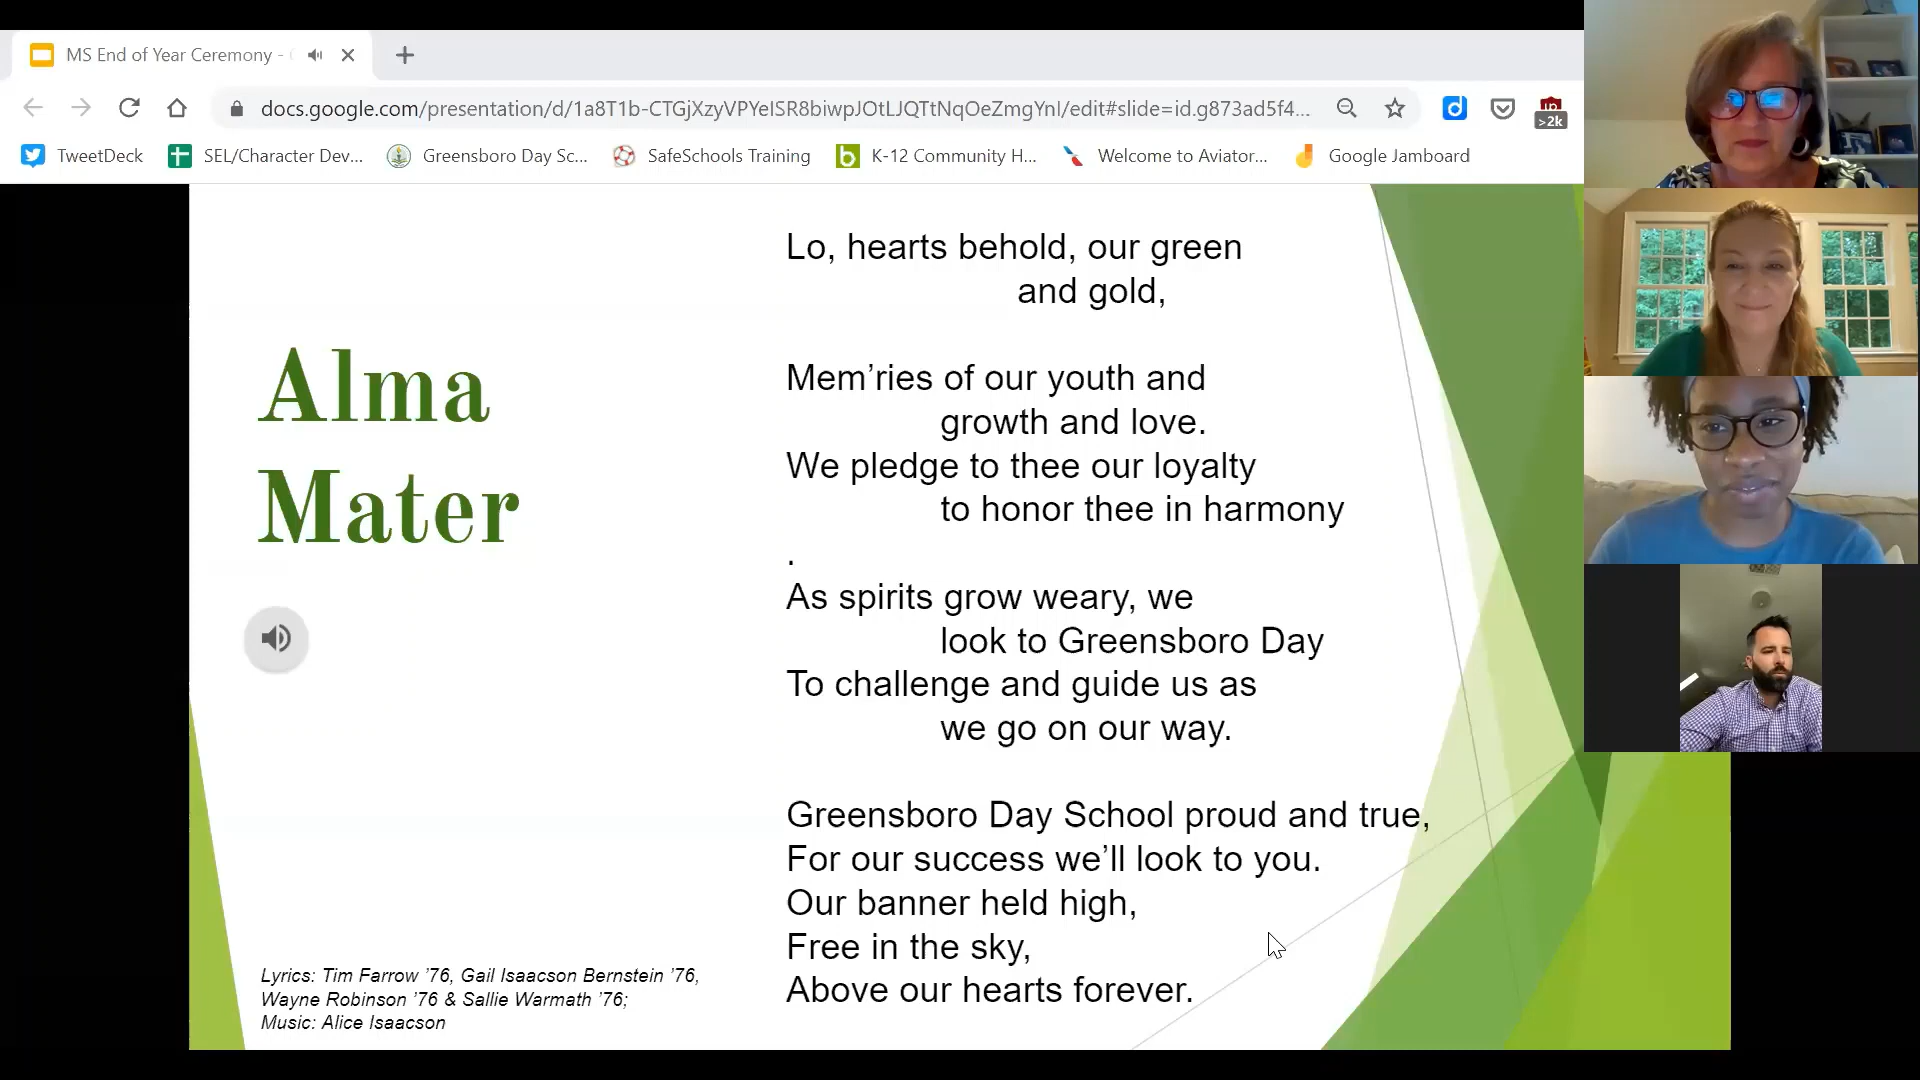 MS End of Year Ceremony -
docs.google.com/presentation/d/1a8T1b-CTGjXzyVPYeISR8biwpJOtLJQTtNqOeZmgYnI/edit#slide=id.g873ad5f4...
>2k
TweetDeck
SEL/Character Dev...
Greensboro Day Sc...
SafeSchools Training
K-12 Community H...
Welcome to Aviator...
Google Jamboard
Alma
Mater
Lo, hearts behold, our green
and gold,
Mem’ries of our youth and
growth and love.
We pledge to thee our loyalty
to honor thee in harmony
.
As spirits grow weary, we
look to Greensboro Day
To challenge and guide us as
we go on our way.
Greensboro Day School proud and true,
For our success we’ll look to you.
Our banner held high,
Free in the sky,
Above our hearts forever.
Lyrics: Tim Farrow ’76, Gail Isaacson Bernstein ’76,
Wayne Robinson ’76 & Sallie Warmath ’76;
Music: Alice Isaacson